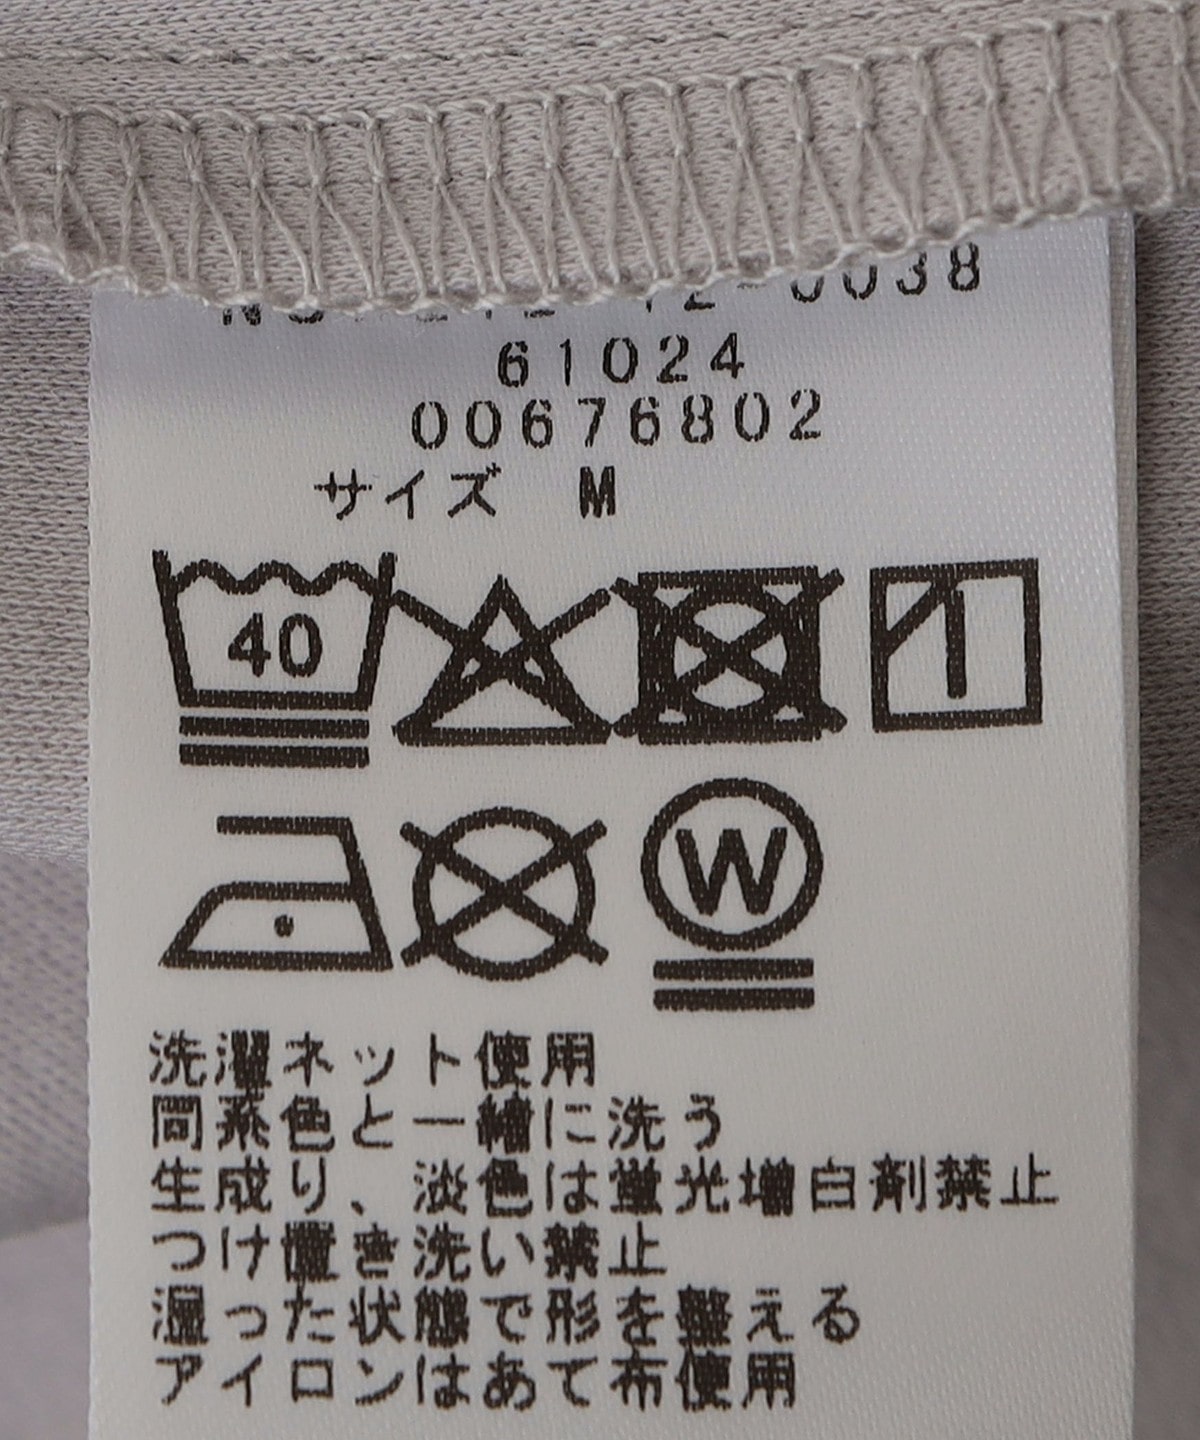 0038
61024
00676802
サイズ M
40
W
洗濯ネット使用
同系色と一緒に洗う
生成り、淡色は蛍光増白剤禁止
つけ置き洗い禁止
湿った状態で形を整える
アイロンはあて布使用